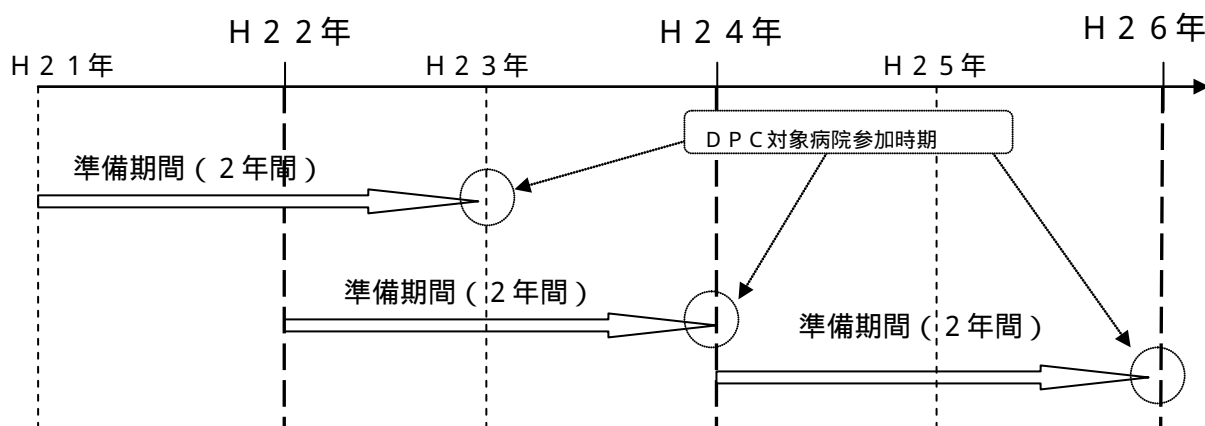 H22年
H24年
H26年
H21年
H23年
H25年
DPC対象病院参加時期
準備期間(2年間)
準備期間(2年間)
準備期間(2年間)